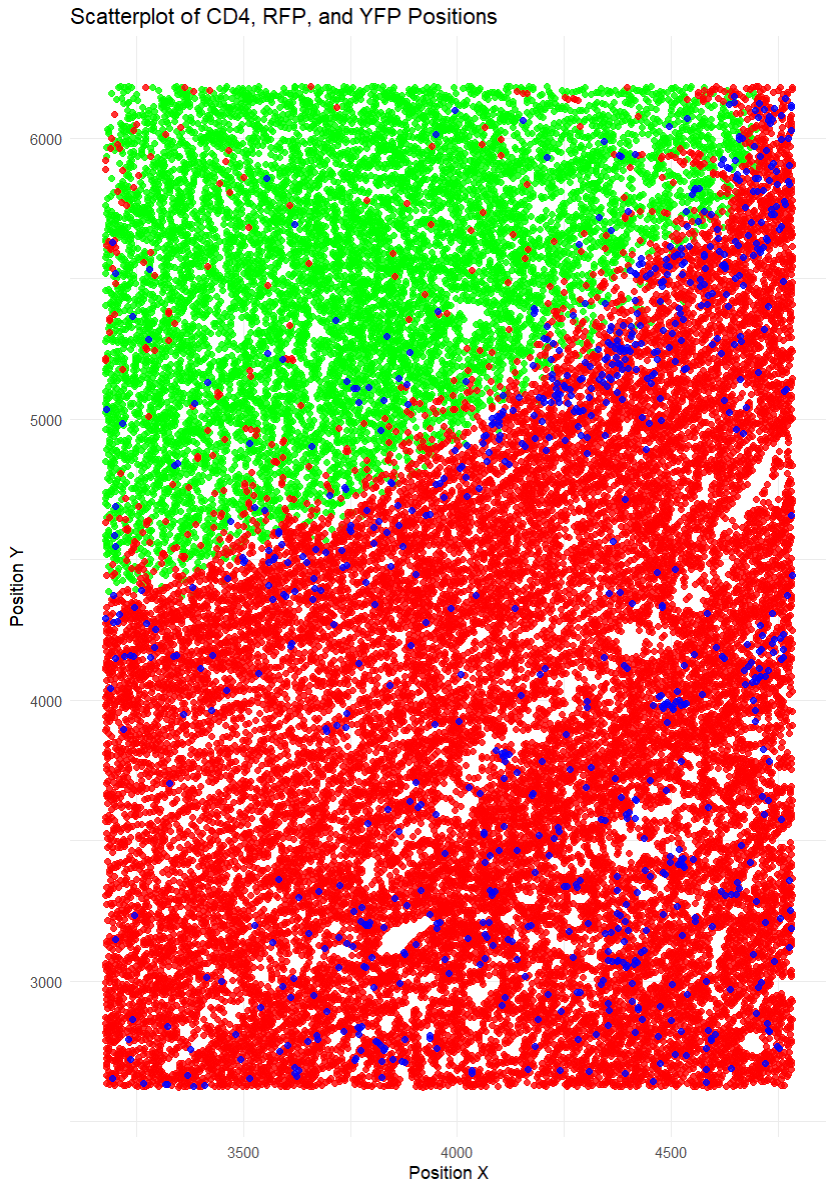 Scatterplot of CD4, RFP, and YFP Positions
6000
5000
4000
3000
Position Y
3500
4000
4500
Position X